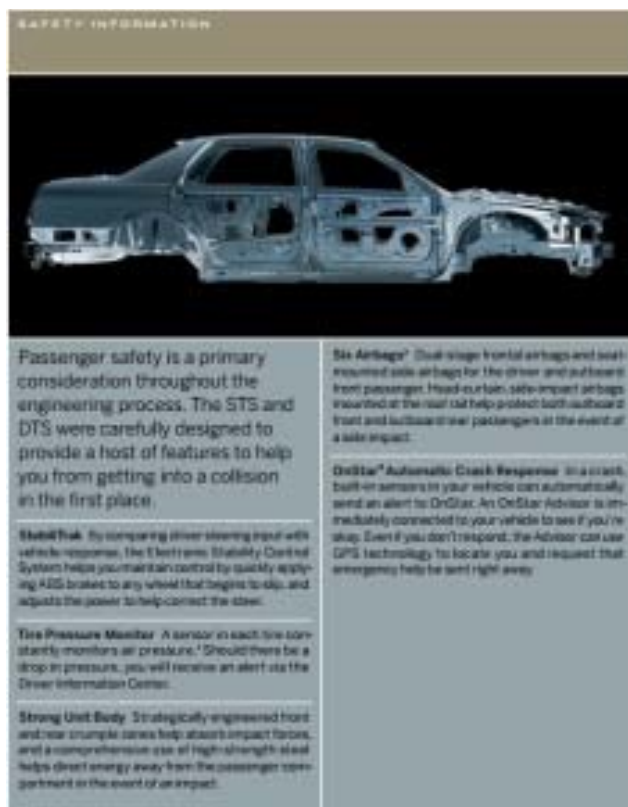 SAFETY INFORMATION
Passenger safety is a primary
consideration throughout the
engineering process. The STS and
DTS were carefully designed to
provide a host of features to help
you from getting into a collision
in the first place.
StabiliTrak By comparing driver steering input with
vehicle response, the Electronic Stability Control
System helps you maintain control by quickly apply-
ing ABS brakes to any wheel that begins to slip, and
adjusts the power to help correct the steer.
Tire Pressure Monitor A sensor in each tire con-
stantly monitors air pressure. Should there be a
drop in pressure, you will receive an alert via the
Driver Information Center.
Strong Unit Body Strategically engineered front
and rear crumple zones help absorb impact forces,
and a comprehensive use of high-strength steel
helps direct energy away from the passenger com-
partment in the event of an impact.
Six Airbags Dual-stage frontal airbags and seat-
mounted side airbags for the driver and outboard
front passenger. Head-curtain, side-impact airbags
mounted at the roof rail help protect both outboard
front and outboard rear passengers in the event of
a side impact.
OnStar® Automatic Crash Response In a crash,
built-in sensors in your vehicle can automatically
send an alert to OnStar. An OnStar Advisor is im-
mediately connected to your vehicle to see if you're
okay. Even if you don't respond, the Advisor can use
GPS technology to locate you and request that
emergency help be sent right away.